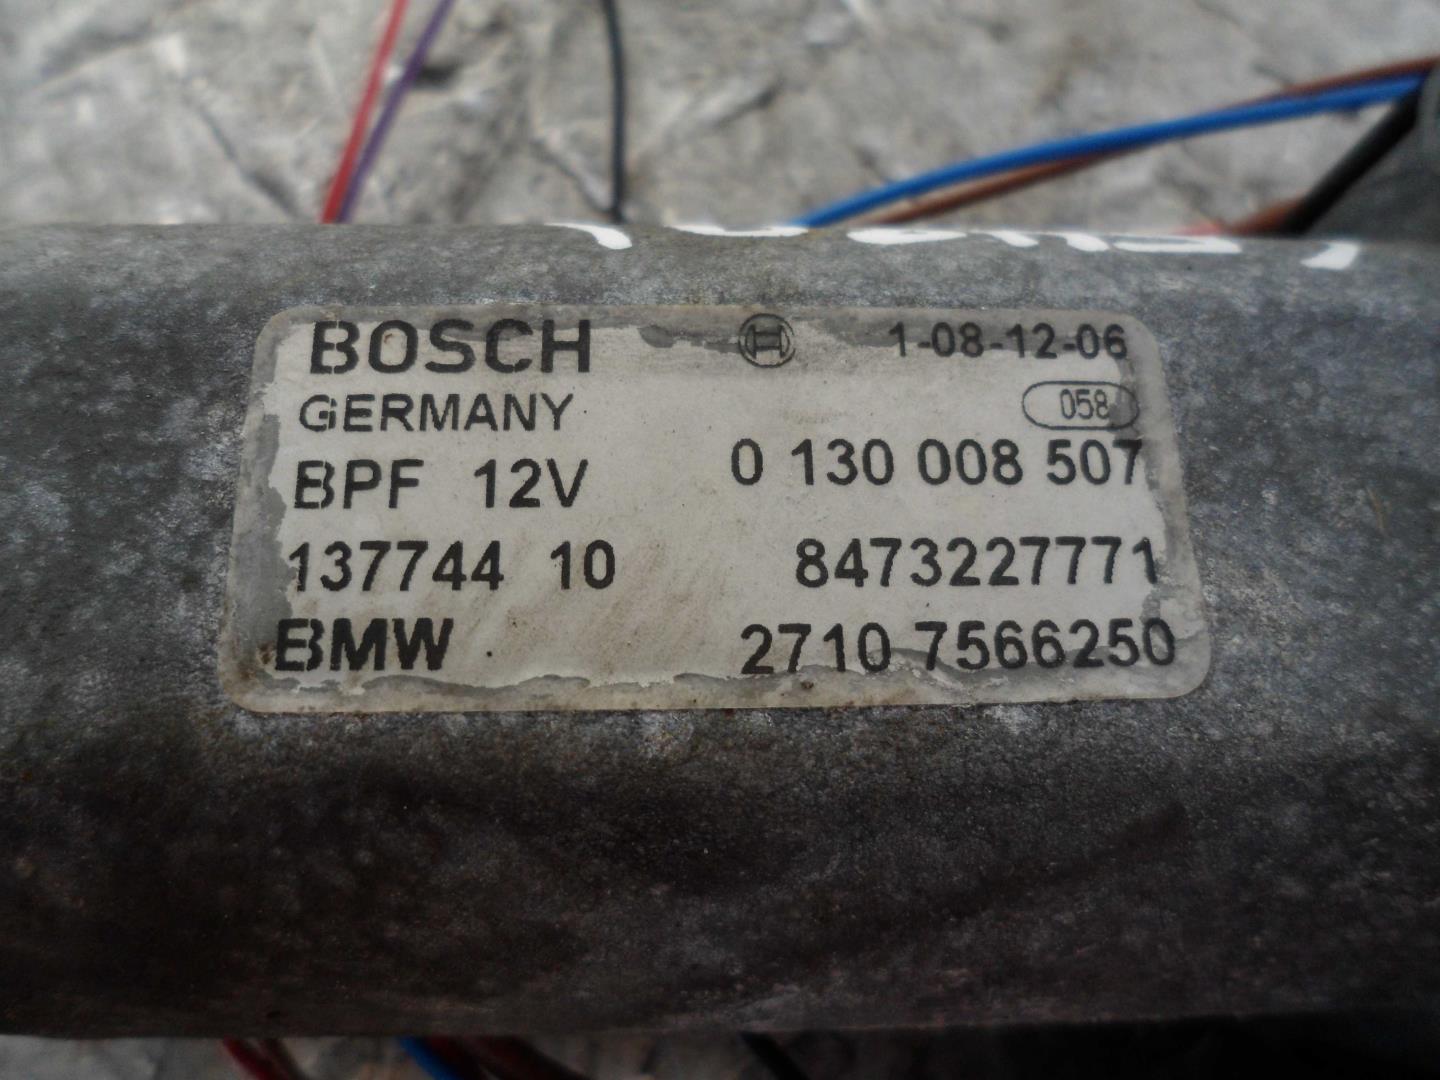 BOSCH 1-08-12-06
GERMANY 058
BPF 12V 0 130 008 507
137744 10 8473227771
BMW 2710 7566250